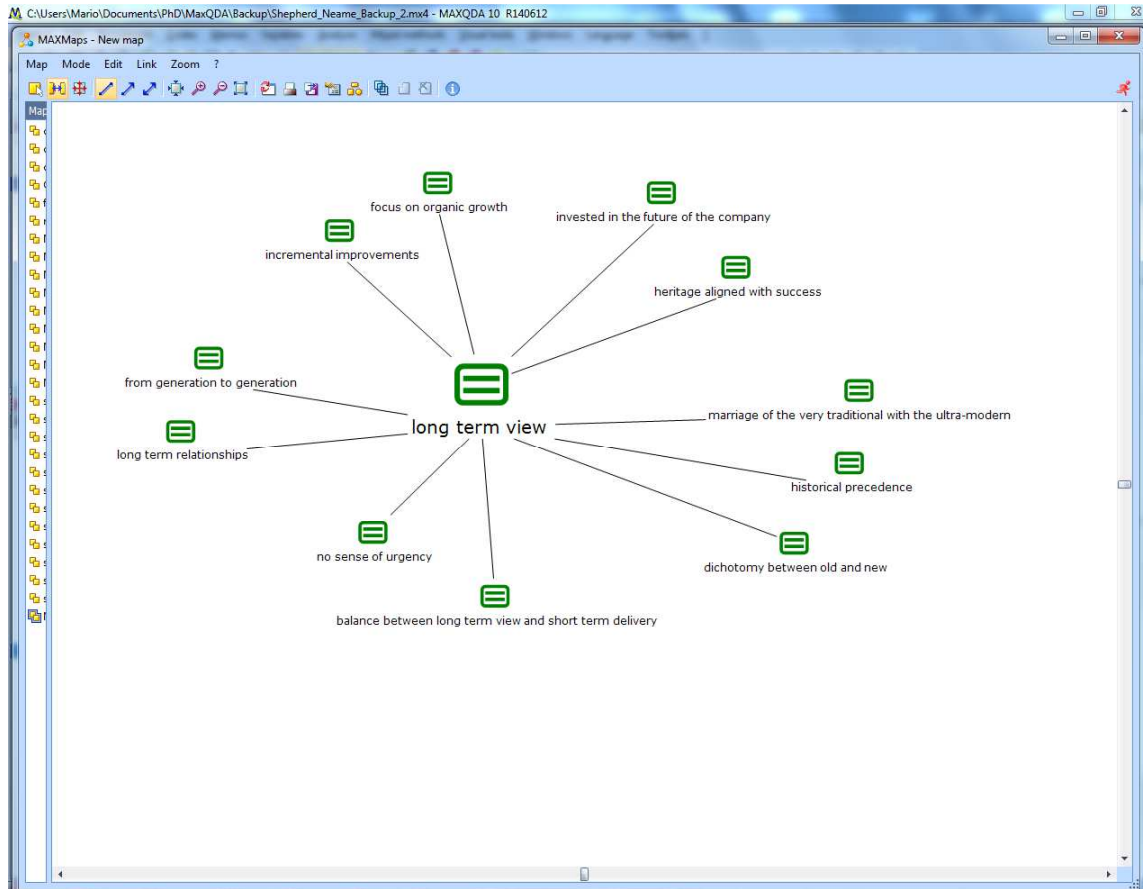 C:\Users\Mario\Documents\PhD\MaxQDA\Backup\Shepherd_Neame_Backup_2.mx4 - MAXQDA 10 R140612
MAXMaps - New map
Map Mode Edit Link Zoom ?
Map
focus on organic growth
invested in the future of the company
incremental improvements
heritage aligned with success
from generation to generation
marriage of the very traditional with the ultra-modern
long term view
long term relationships
historical precedence
no sense of urgency
dichotomy between old and new
balance between long term view and short term delivery